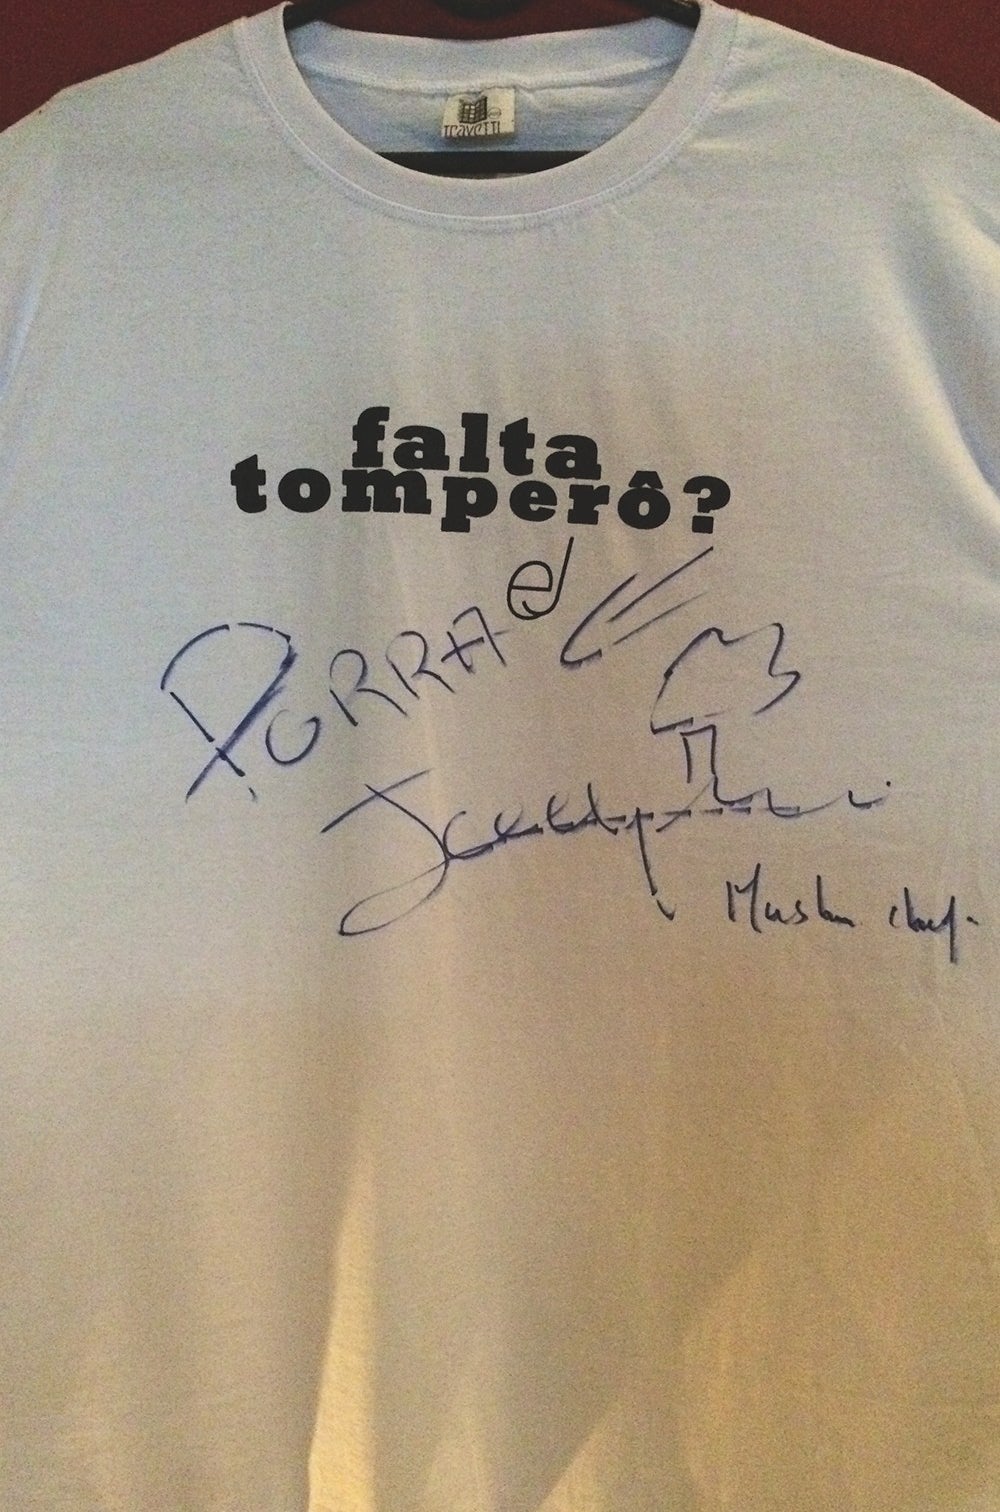 falta
tomperô?
PORRA
Master chef.